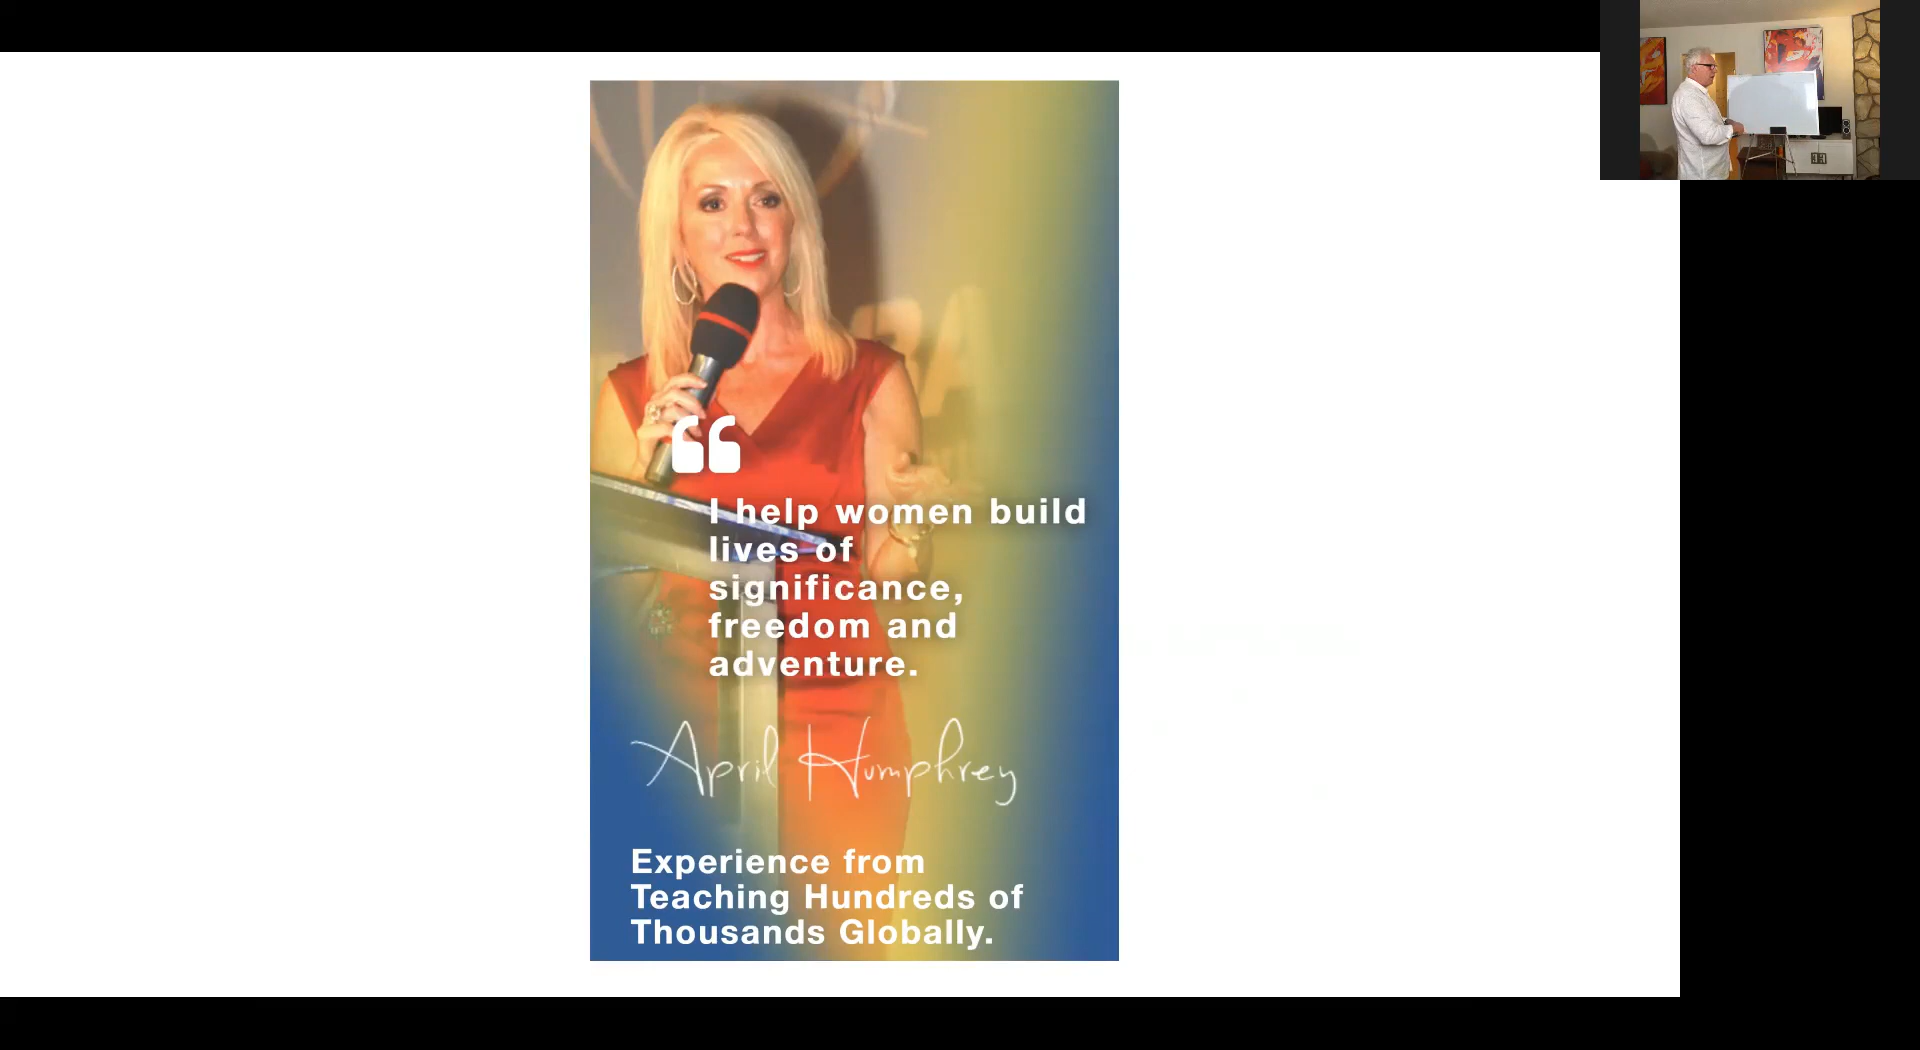 “
I help women build
lives of
significance,
freedom and
adventure.
April Humphrey
Experience from
Teaching Hundreds of
Thousands Globally.